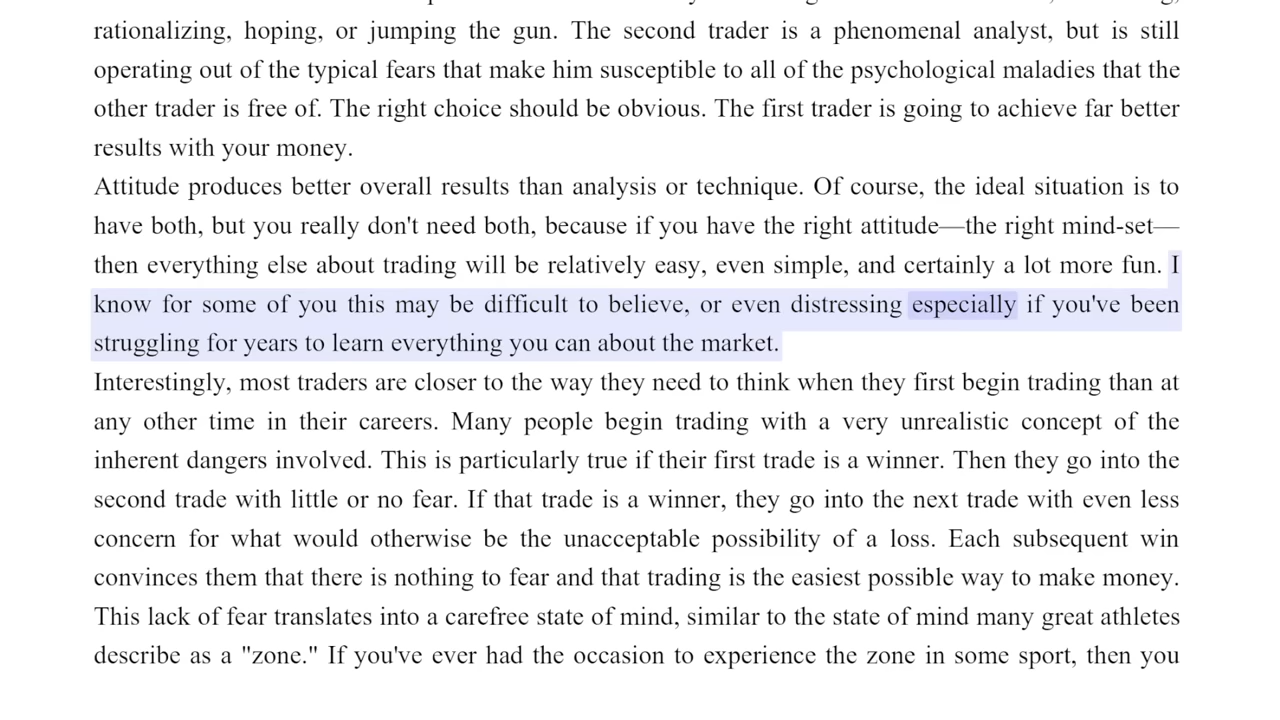 rationalizing, hoping, or jumping the gun. The second trader is a phenomenal analyst, but is still
operating out of the typical fears that make him susceptible to all of the psychological maladies that the
other trader is free of. The right choice should be obvious. The first trader is going to achieve far better
results with your money.
Attitude produces better overall results than analysis or technique. Of course, the ideal situation is to
have both, but you really don't need both, because if you have the right attitude—the right mind-set—
then everything else about trading will be relatively easy, even simple, and certainly a lot more fun. I
know for some of you this may be difficult to believe, or even distressing especially if you've been
struggling for years to learn everything you can about the market.
Interestingly, most traders are closer to the way they need to think when they first begin trading than at
any other time in their careers. Many people begin trading with a very unrealistic concept of the
inherent dangers involved. This is particularly true if their first trade is a winner. Then they go into the
second trade with little or no fear. If that trade is a winner, they go into the next trade with even less
concern for what would otherwise be the unacceptable possibility of a loss. Each subsequent win
convinces them that there is nothing to fear and that trading is the easiest possible way to make money.
This lack of fear translates into a carefree state of mind, similar to the state of mind many great athletes
describe as a "zone." If you've ever had the occasion to experience the zone in some sport, then you